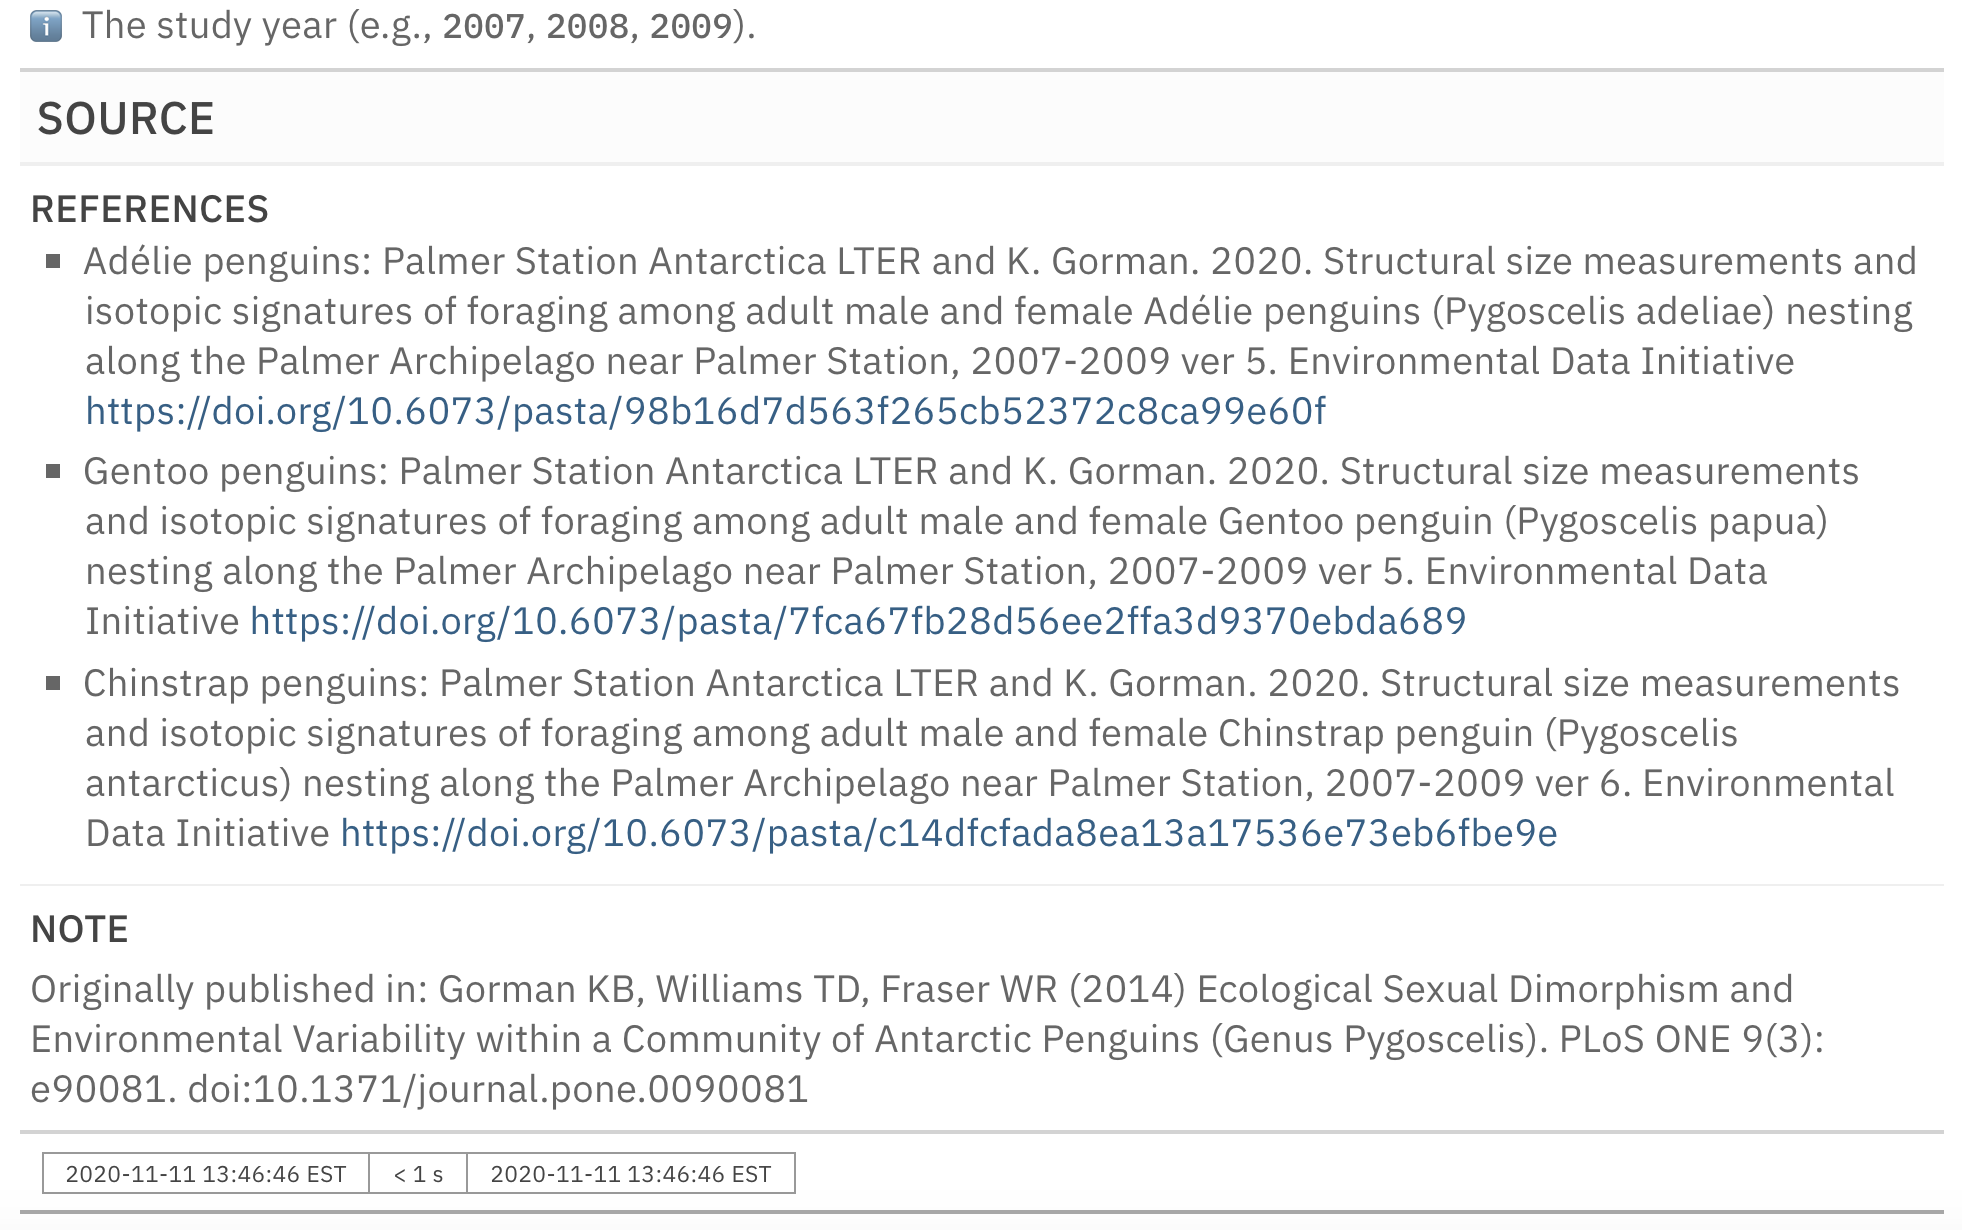 ℹ The study year (e.g., 2007, 2008, 2009).
SOURCE
REFERENCES
▪ Adélie penguins: Palmer Station Antarctica LTER and K. Gorman. 2020. Structural size measurements and
isotopic signatures of foraging among adult male and female Adélie penguins (Pygoscelis adeliae) nesting
along the Palmer Archipelago near Palmer Station, 2007-2009 ver 5. Environmental Data Initiative
https://doi.org/10.6073/pasta/98b16d7d563f265cb52372c8ca99e60f
▪ Gentoo penguins: Palmer Station Antarctica LTER and K. Gorman. 2020. Structural size measurements
and isotopic signatures of foraging among adult male and female Gentoo penguin (Pygoscelis papua)
nesting along the Palmer Archipelago near Palmer Station, 2007-2009 ver 5. Environmental Data
Initiative https://doi.org/10.6073/pasta/7fca67fb28d56ee2ffa3d9370ebda689
▪ Chinstrap penguins: Palmer Station Antarctica LTER and K. Gorman. 2020. Structural size measurements
and isotopic signatures of foraging among adult male and female Chinstrap penguin (Pygoscelis
antarcticus) nesting along the Palmer Archipelago near Palmer Station, 2007-2009 ver 6. Environmental
Data Initiative https://doi.org/10.6073/pasta/c14dfcfada8ea13a17536e73eb6fbe9e
NOTE
Originally published in: Gorman KB, Williams TD, Fraser WR (2014) Ecological Sexual Dimorphism and
Environmental Variability within a Community of Antarctic Penguins (Genus Pygoscelis). PLoS ONE 9(3):
e90081. doi:10.1371/journal.pone.0090081
2020-11-11 13:46:46 EST < 1 s 2020-11-11 13:46:46 EST